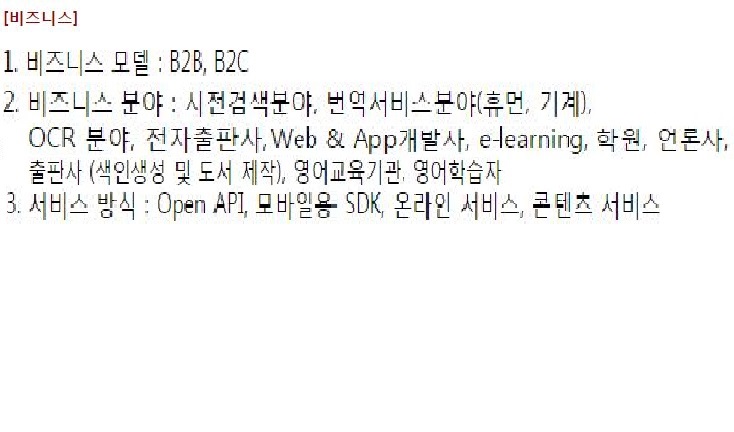 [비즈니스]
1. 비즈니스 모델 : B2B, B2C
2. 비즈니스 분야 : 사전검색분야, 번역서비스분야(휴먼, 기계),
OCR 분야, 전자출판사,Web & App개발사, e-learning, 학원, 언론사,
출판사 (색인생성 및 도서 제작), 영어교육기관, 영어학습자
3. 서비스 방식 : Open API, 모바일용 SDK, 온라인 서비스, 콘텐츠 서비스